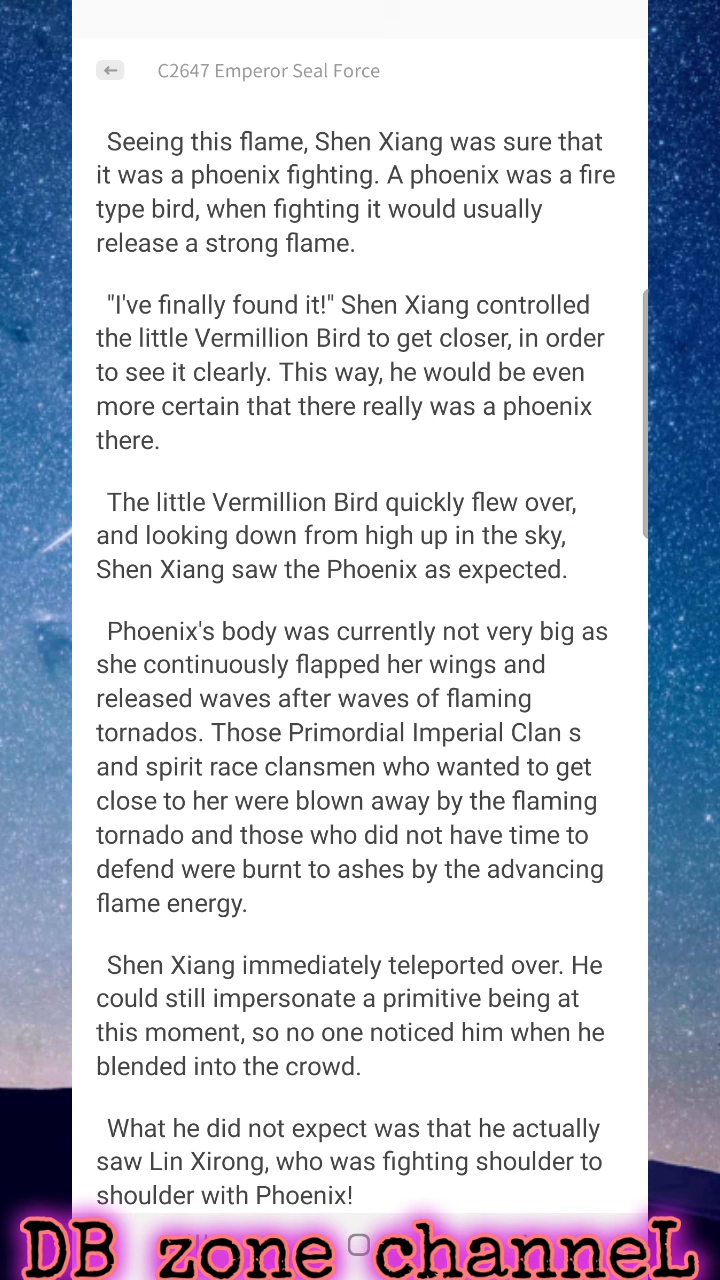 C2647 Emperor Seal Force
Seeing this flame, Shen Xiang was sure that
it was a phoenix fighting. A phoenix was a fire
type bird, when fighting it would usually
release a strong flame.
"I've finally found it!" Shen Xiang controlled
the little Vermillion Bird to get closer, in order
to see it clearly. This way, he would be even
more certain that there really was a phoenix
there.
The little Vermillion Bird quickly flew over,
and looking down from high up in the sky,
Shen Xiang saw the Phoenix as expected.
Phoenix's body was currently not very big as
she continuously flapped her wings and
released waves after waves of flaming
tornados. Those Primordial Imperial Clan s
and spirit race clansmen who wanted to get
close to her were blown away by the flaming
tornado and those who did not have time to
defend were burnt to ashes by the advancing
flame energy.
Shen Xiang immediately teleported over. He
could still impersonate a primitive being at
this moment, so no one noticed him when he
blended into the crowd.
What he did not expect was that he actually
saw Lin Xirong, who was fighting shoulder to
shoulder with Phoenix!
DB zone channeL